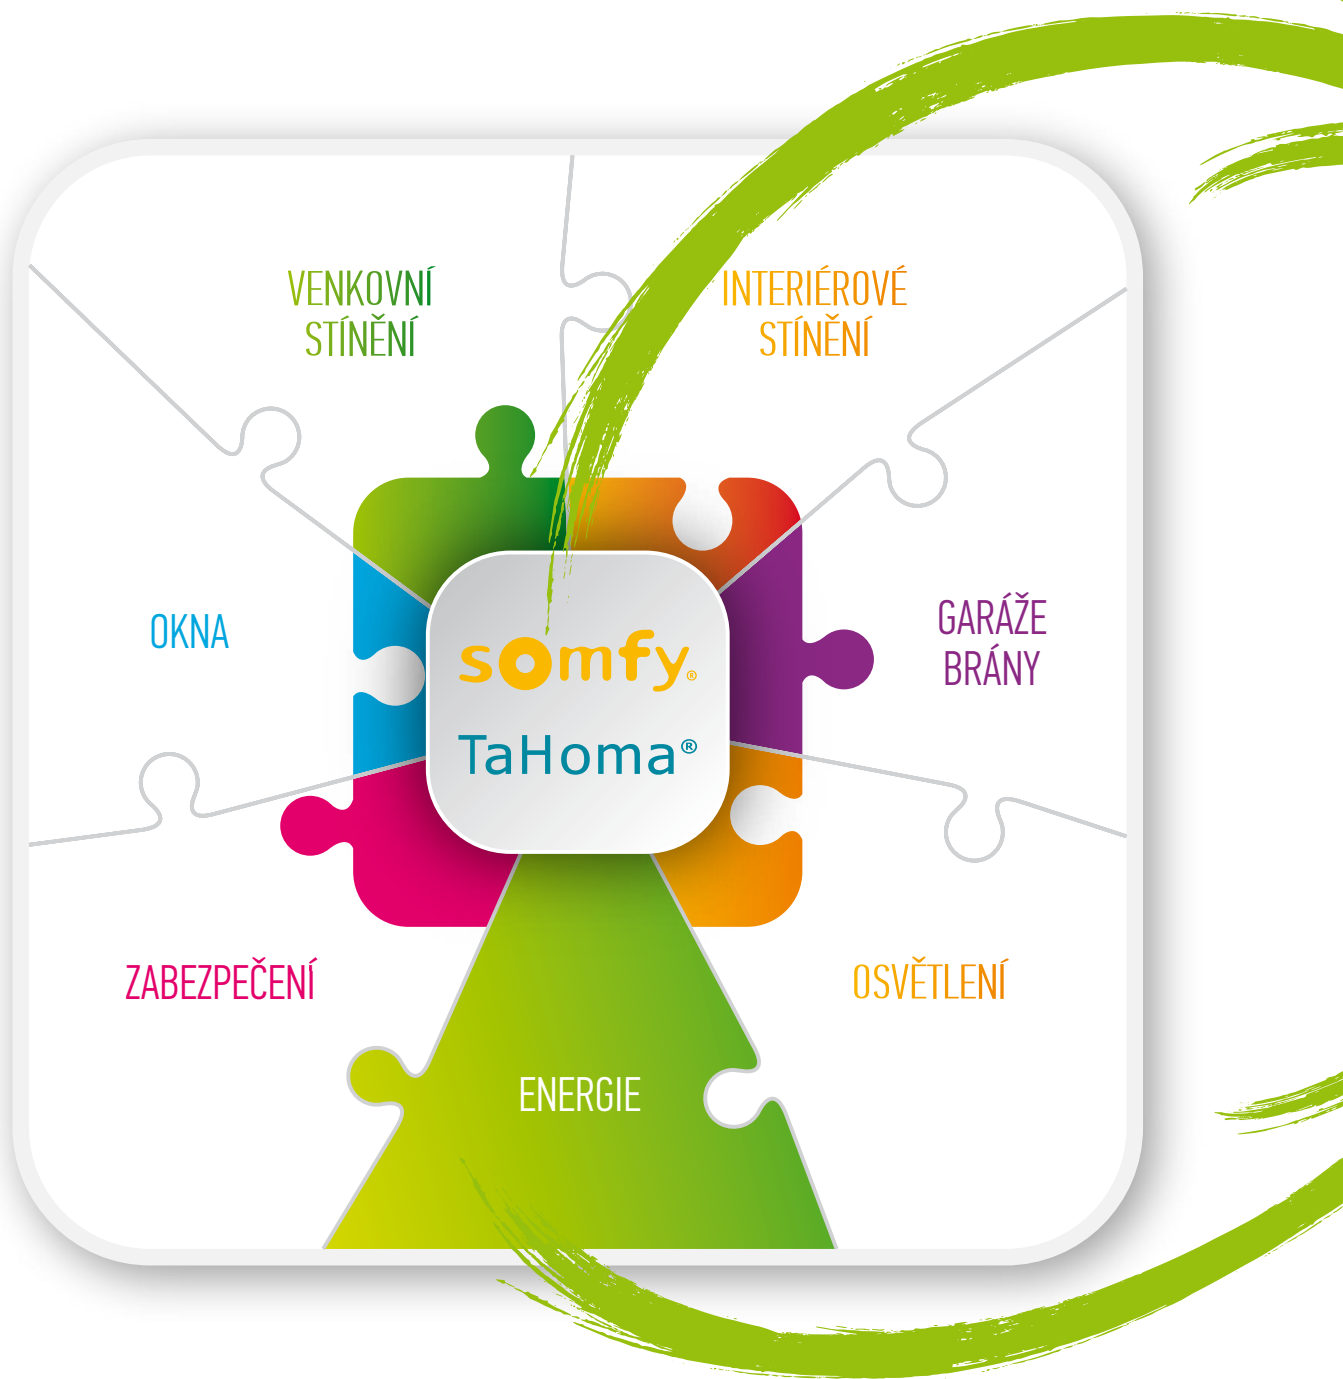 VENKOVNÍ
STÍNĚNÍ
INTERIÉROVÉ
STÍNĚNÍ
OKNA
GARÁŽE
BRÁNY
somfy®
TaHoma®
ZABEZPEČENÍ
OSVĚTLENÍ
ENERGIE